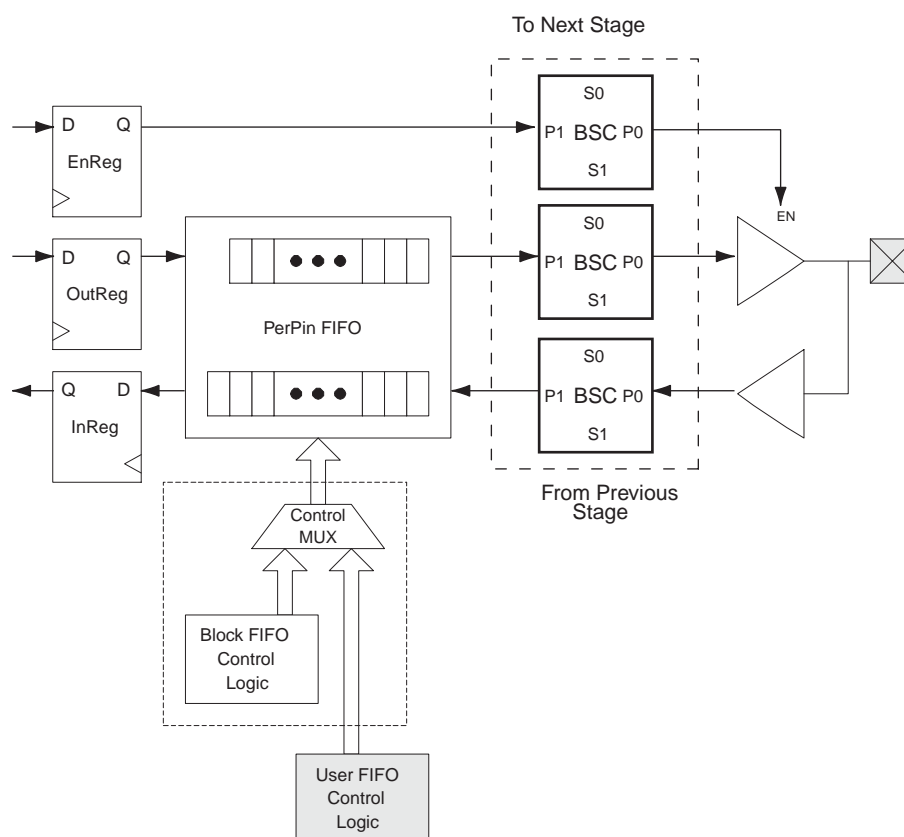 To Next Stage
S0
P1 BSC P0
S1
D Q
EnReg
EN
S0
P1 BSC P0
S1
D Q
OutReg
PerPin FIFO
S0
P1 BSC P0
S1
Q D
InReg
From Previous
Stage
Control
MUX
Block FIFO
Control
Logic
User FIFO
Control
Logic